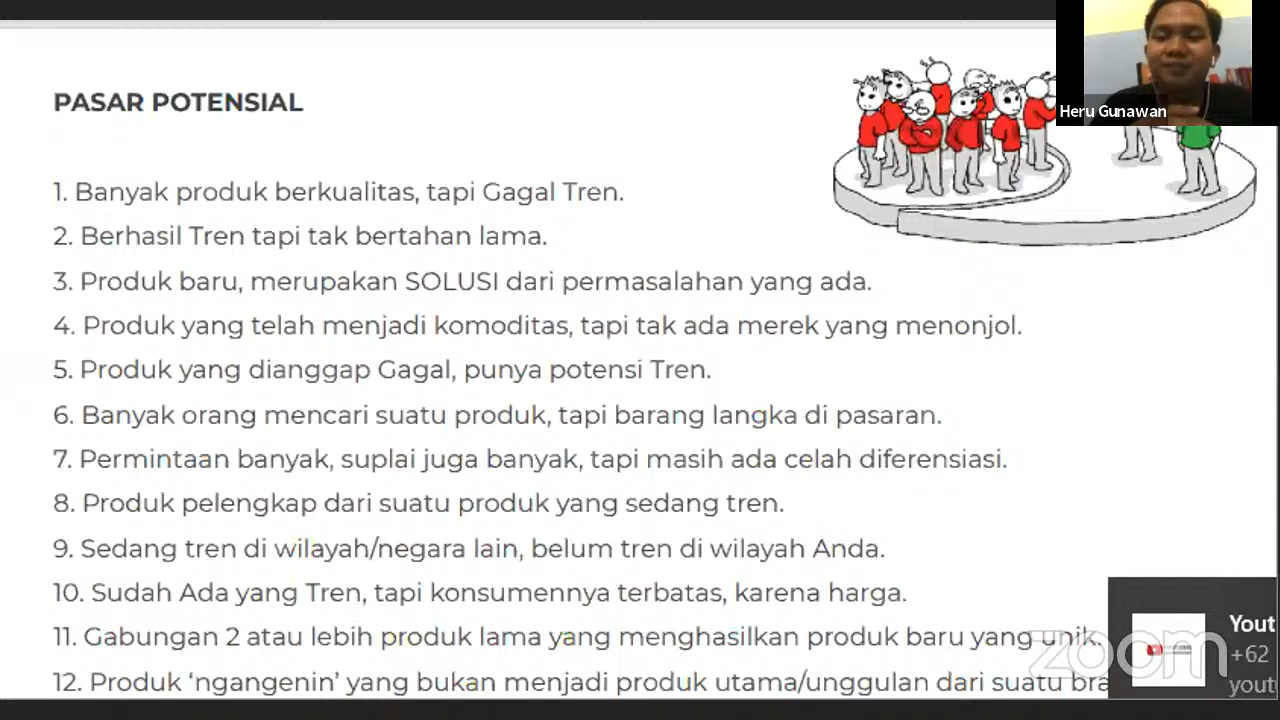 PASAR POTENSIAL
Heru Gunawan
1. Banyak produk berkualitas, tapi Gagal Tren.
2. Berhasil Tren tapi tak bertahan lama.
3. Produk baru, merupakan SOLUSI dari permasalahan yang ada.
4. Produk yang telah menjadi komoditas, tapi tak ada merek yang menonjol.
5. Produk yang dianggap Gagal, punya potensi Tren.
6. Banyak orang mencari suatu produk, tapi barang langka di pasaran.
7. Permintaan banyak, suplai juga banyak, tapi masih ada celah diferensiasi.
8. Produk pelengkap dari suatu produk yang sedang tren.
9. Sedang tren di wilayah/negara lain, belum tren di wilayah Anda.
10. Sudah Ada yang Tren, tapi konsumennya terbatas, karena harga.
11. Gabungan 2 atau lebih produk lama yang menghasilkan produk baru yang unik.
12. Produk ‘ngangenin’ yang bukan menjadi produk utama/unggulan dari suatu bra
zoom
Yout
+62
yout